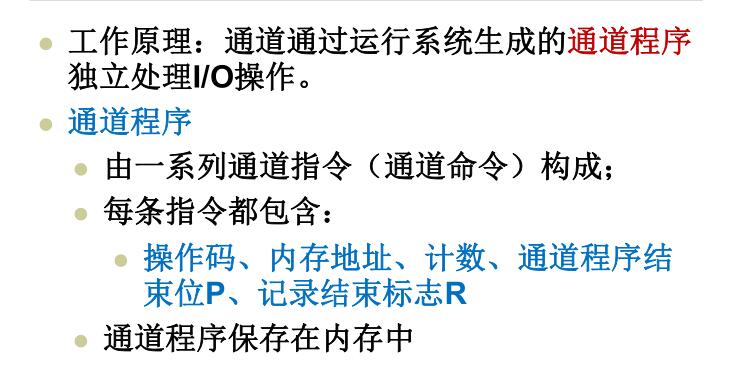 工作原理：通道通过运行系统生成的通道程序
独立处理I/O操作。
通道程序
由一系列通道指令（通道命令）构成；
每条指令都包含：
操作码、内存地址、计数、通道程序结
束位P、记录结束标志R
通道程序保存在内存中